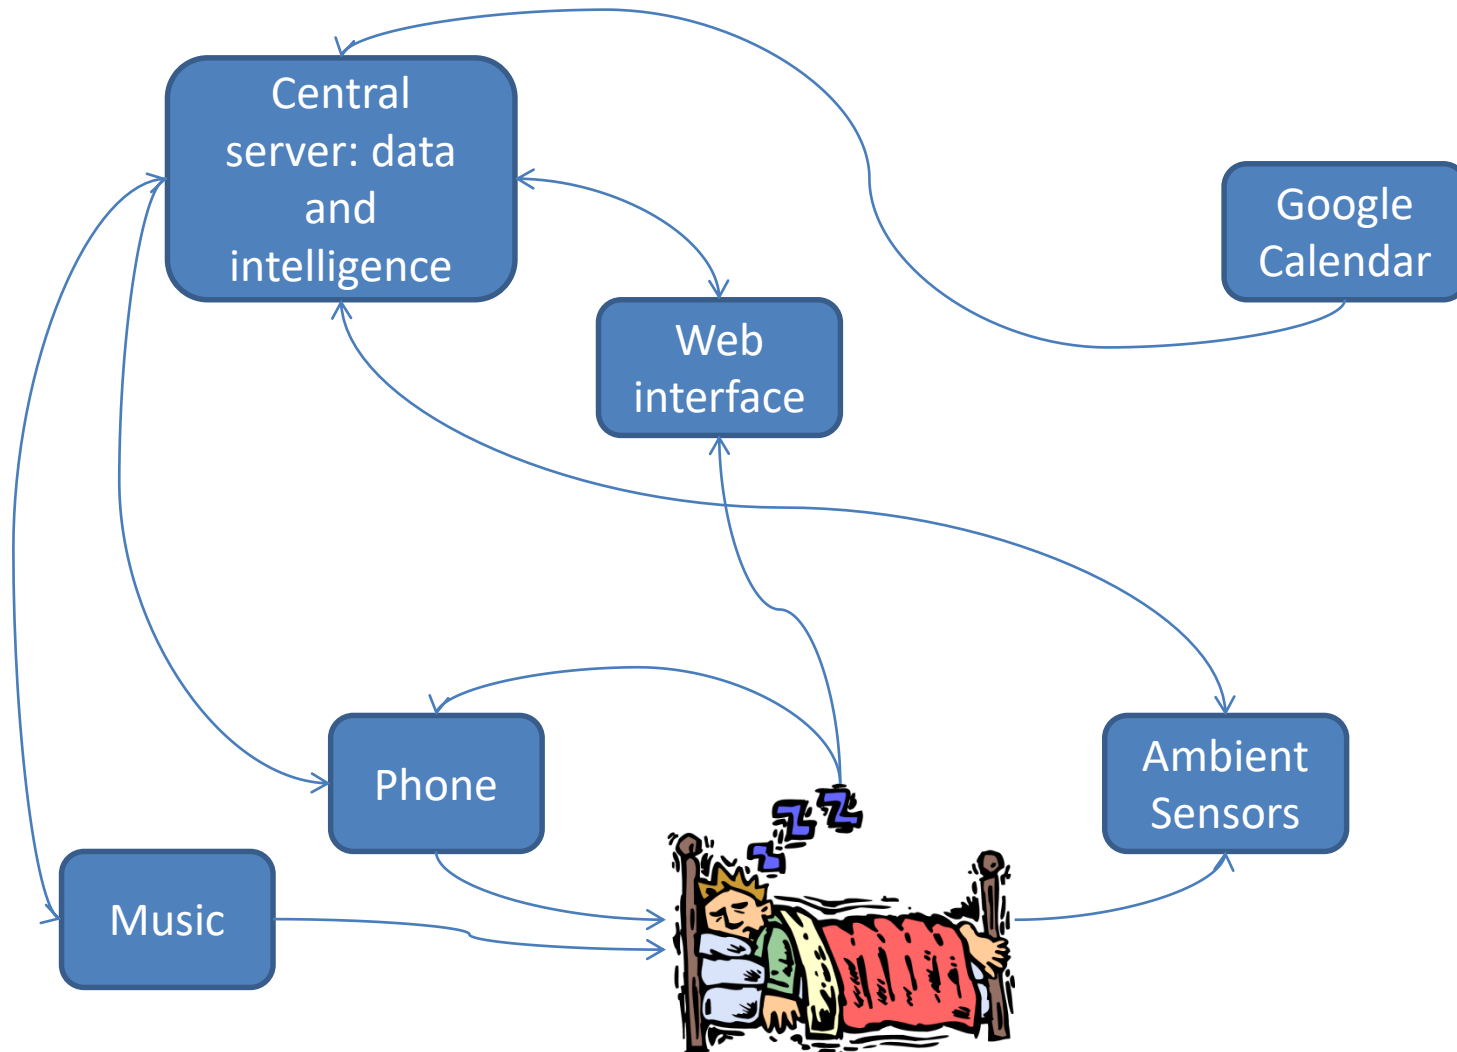 Central
server: data
and
intelligence
Google
Calendar
Web
interface
Phone
Ambient
Sensors
Music